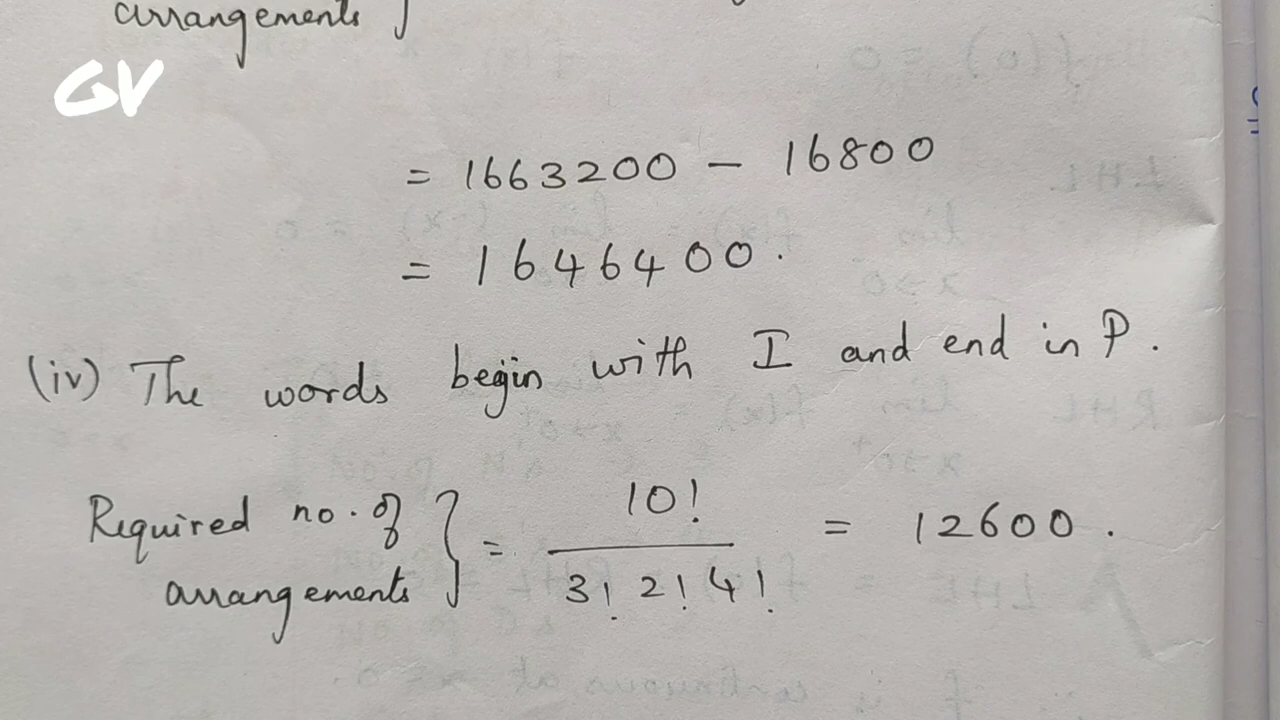 arrangements }
GV
= 1663200 - 16800
= 1646400.
(iv) The words begin with I and end in P.
Required no. of arrangements } = 10! / 3! 2! 4! = 12600.